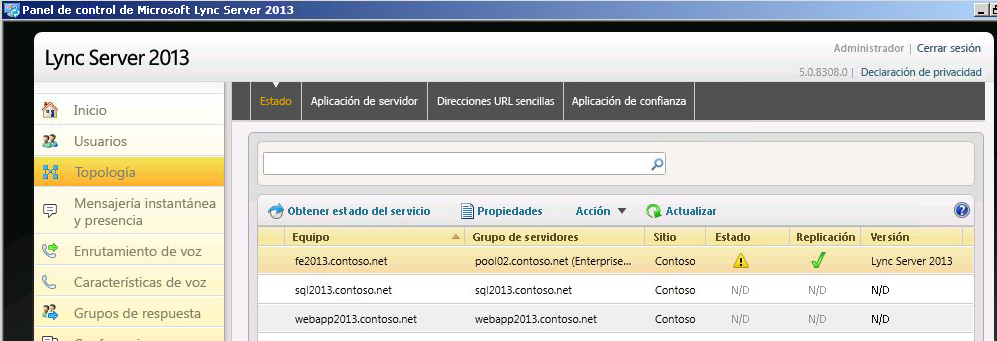 Panel de control de Microsoft Lync Server 2013
Lync Server 2013
Administrador | Cerrar sesión
5.0.8308.0 | Declaración de privacidad
Inicio
Usuarios
Topología
Mensajería instantánea
y presencia
Enrutamiento de voz
Características de voz
Grupos de respuesta
Estado Aplicación de servidor Direcciones URL sencillas Aplicación de confianza
Obtener estado del servicio Propiedades Acción Actualizar
Equipo Grupo de servidores Sitio Estado Replicación Versión
fe2013.contoso.net pool02.contoso.net (Enterprise... Contoso Lync Server 2013
sql2013.contoso.net sql2013.contoso.net Contoso N/D N/D N/D
webapp2013.contoso.net webapp2013.contoso.net Contoso N/D N/D N/D